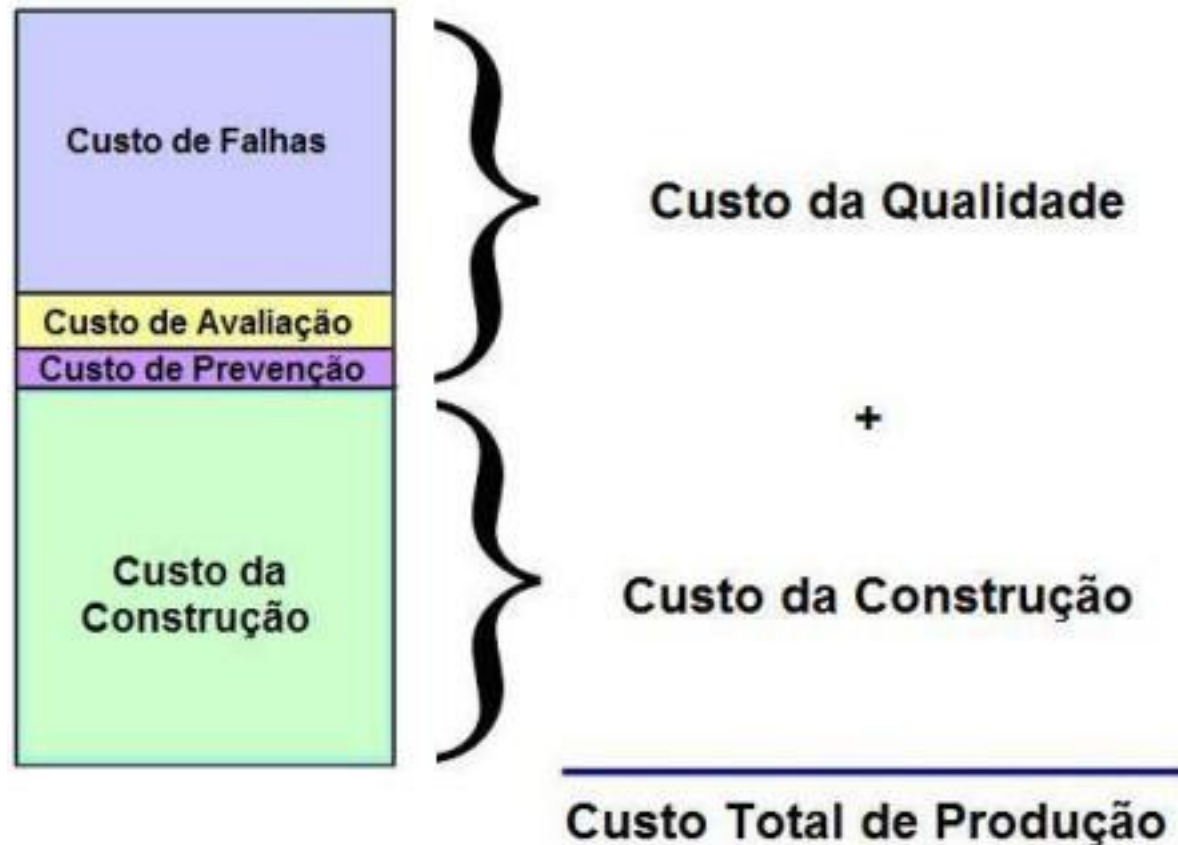 Custo de Falhas
Custo de Avaliação
Custo de Prevenção
Custo da
Construção
Custo da Qualidade
+
Custo da Construção
Custo Total de Produção